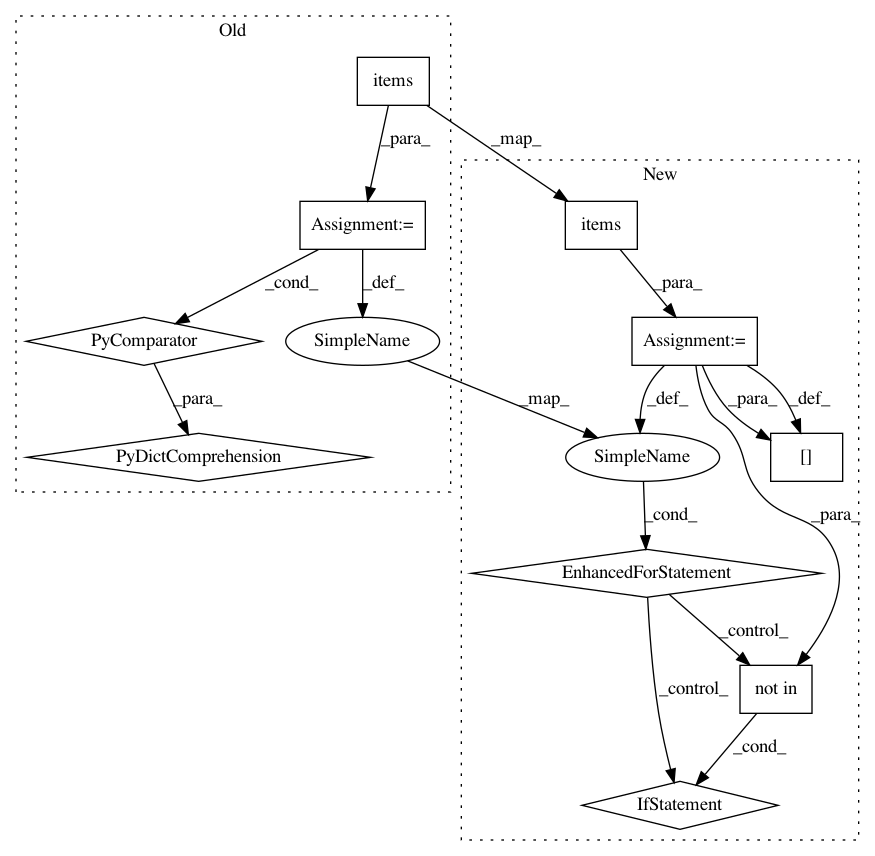 Old
items
_para_
_map_
New
Assignment:=
items
_cond_
_def_
_para_
PyComparator
SimpleName
Assignment:=
_para_
_map_
_def_
_para_
_def_
PyDictComprehension
SimpleName
[]
_cond_
_para_
EnhancedForStatement
_control_
_control_
not in
_cond_
IfStatement